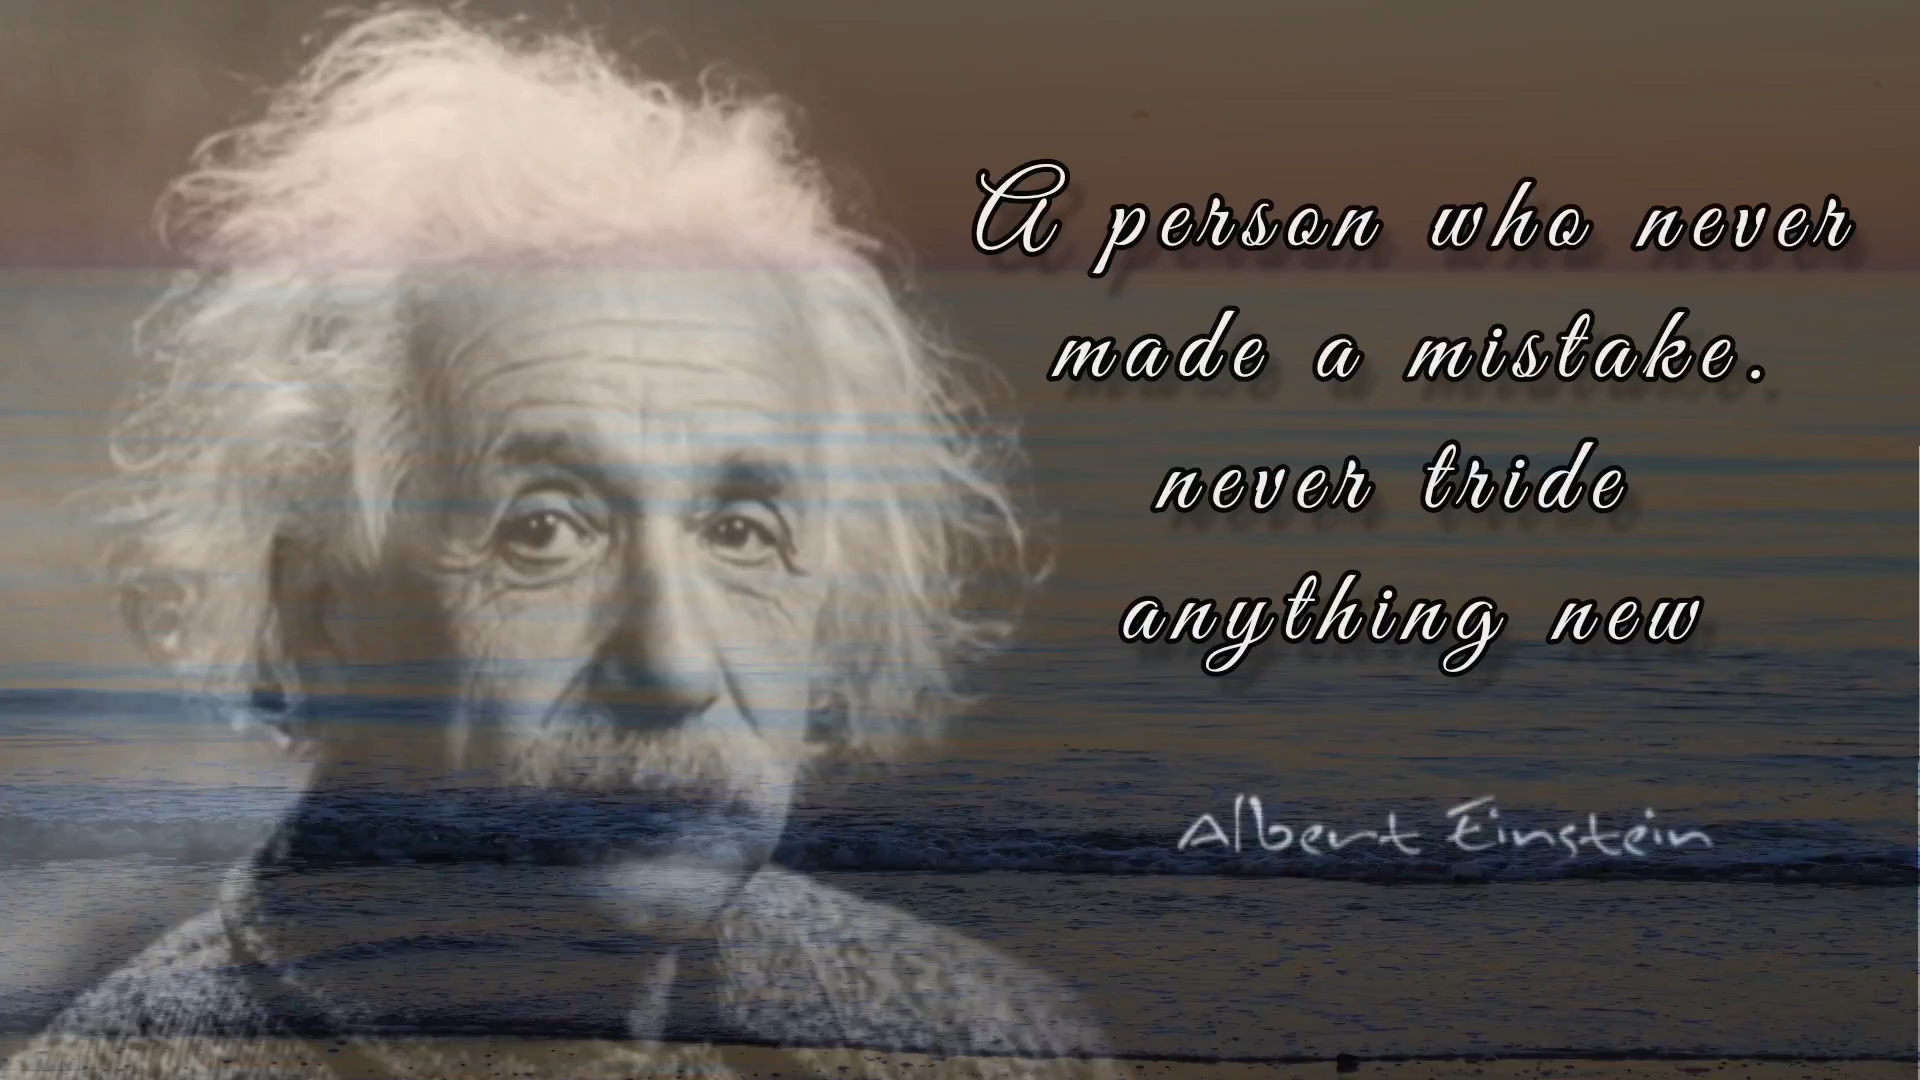 A person who never
made a mistake.
never tride
anything new
Albert Einstein